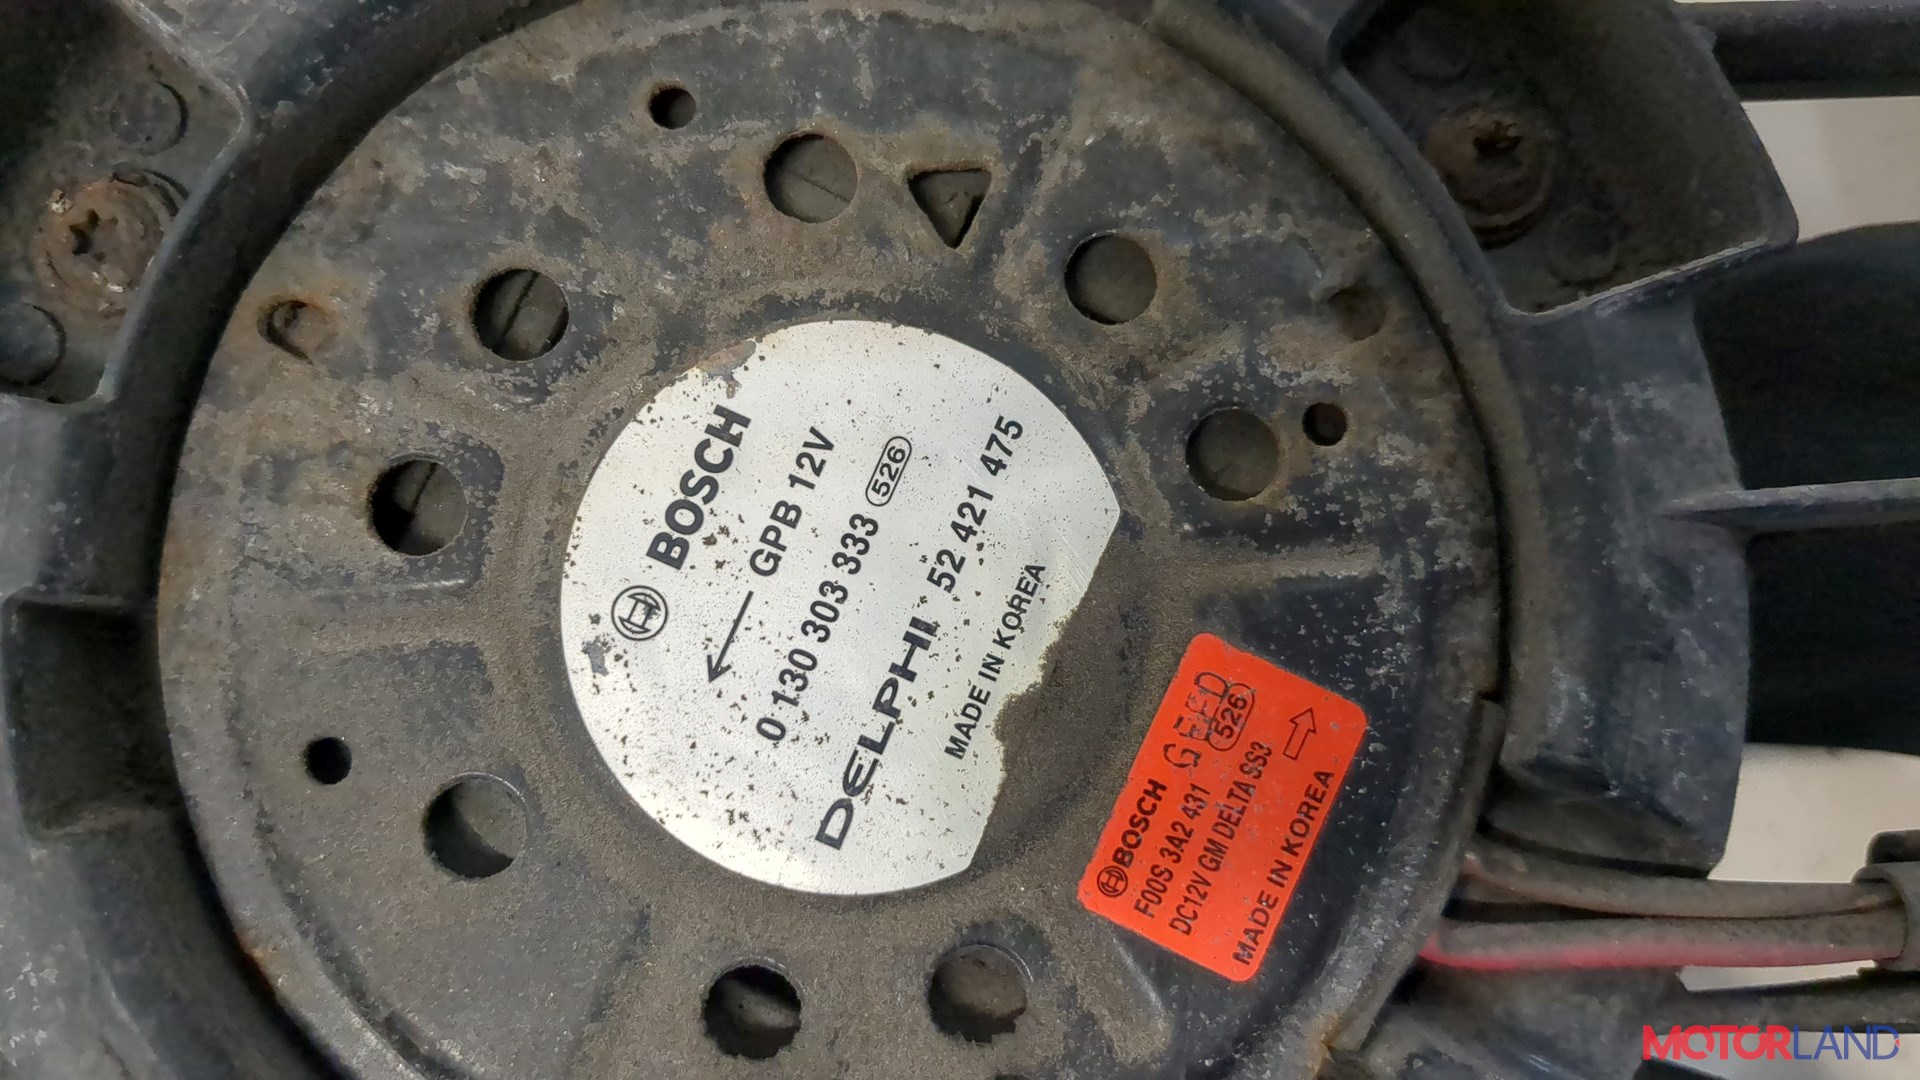 BOSCH
GPB 12V
0 130 303 333 526
DELPHI 52 421 475
MADE IN KOREA
BOSCH
F00S 3A2 431 526
DC12V GM DELTA SS3
MADE IN KOREA
MOTORLAND